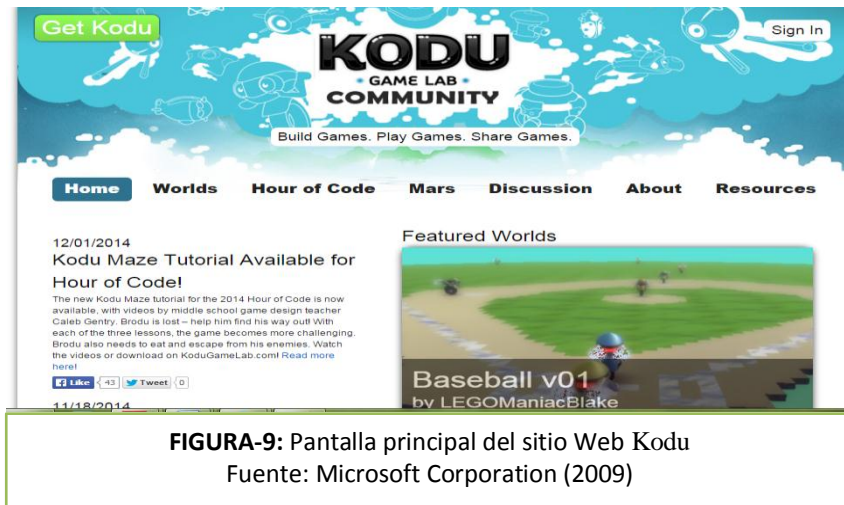 Get Kodu
Sign In
KODU
GAME LAB
COMMUNITY
Build Games. Play Games. Share Games.
Home Worlds Hour of Code Mars Discussion About Resources
12/01/2014
Kodu Maze Tutorial Available for
Hour of Code!
The new Kodu Maze tutorial for the 2014 Hour of Code is now
available, with videos by middle school game design teacher
Caleb Gentry. Brodu is lost – help him find his way out! With
each of the three lessons, the game becomes more challenging.
Brodu also needs to eat and escape from his enemies. Watch
the videos or download on KoduGameLab.com! Read more
here!
Like 43 Tweet 0
11/18/2014
Featured Worlds
Baseball v01
by LEGOManiacBlake
FIGURA-9: Pantalla principal del sitio Web Kodu
Fuente: Microsoft Corporation (2009)